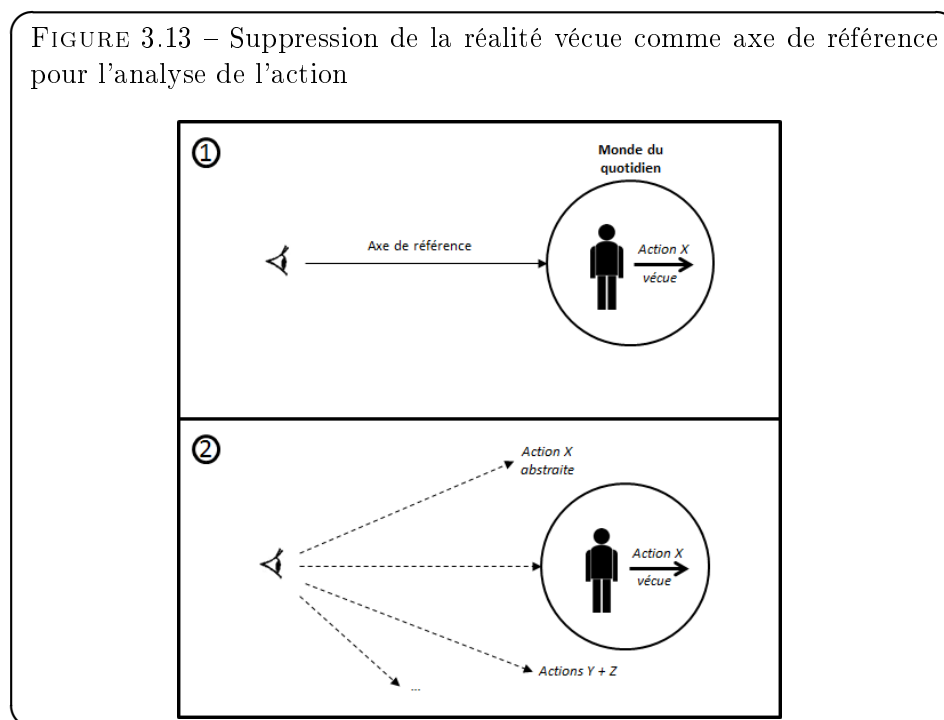 FIGURE 3.13 – Suppression de la réalité vécue comme axe de référence
pour l'analyse de l'action
1
Monde du
quotidien
Axe de référence
Action X
vécue
2
Action X
abstraite
Action X
vécue
Actions Y + Z
...